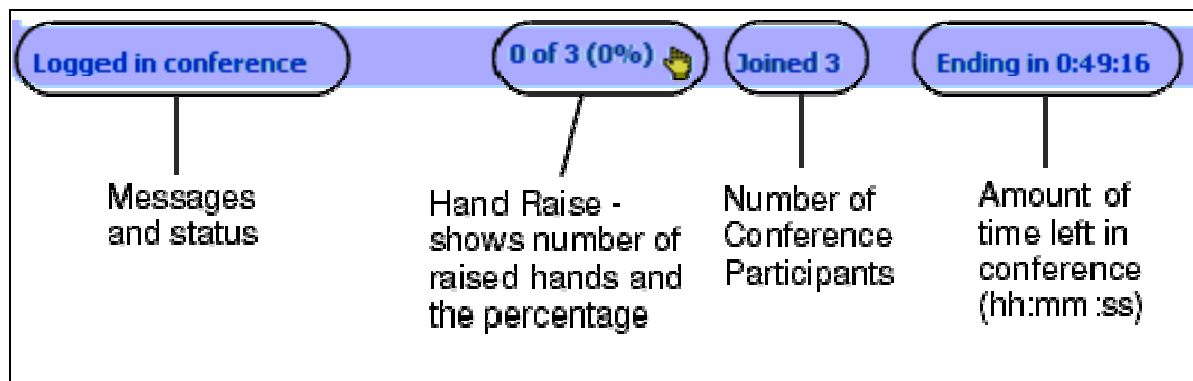 Logged in conference
0 of 3 (0%)
Joined 3
Ending in 0:49:16
Messages
and status
Hand Raise -
shows number of
raised hands and
the percentage
Number of
Conference
Participants
Amount of
time left in
conference
(hh:mm:ss)